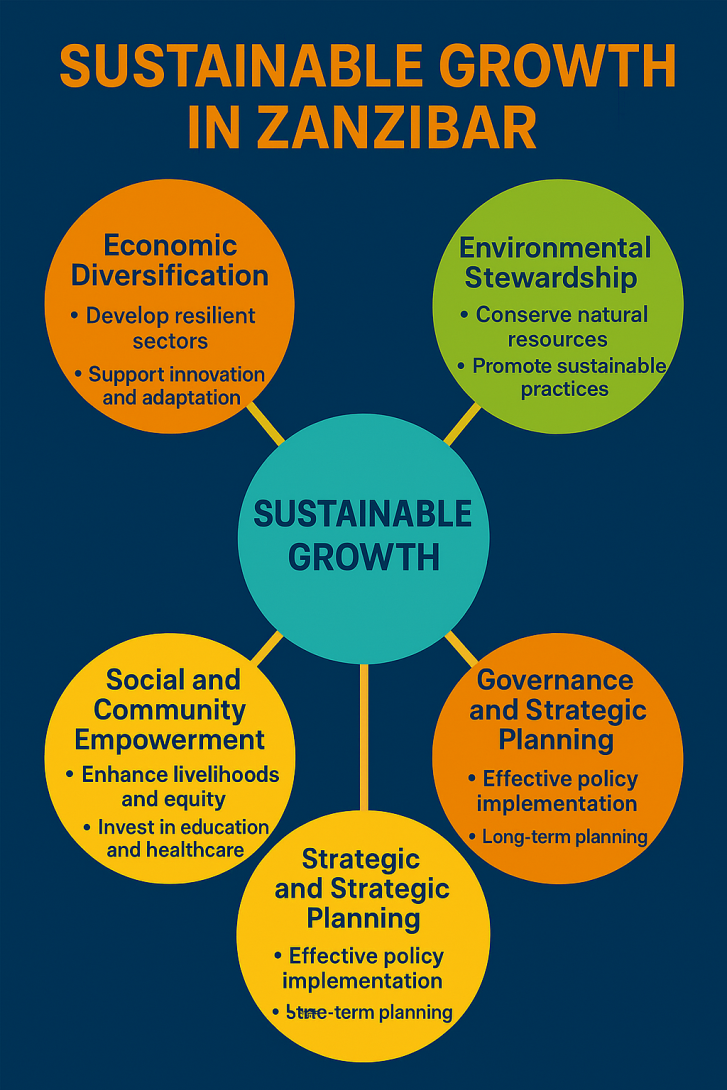 SUSTAINABLE GROWTH
IN ZANZIBAR
Economic
Diversification
• Develop resilient
sectors
• Support innovation
and adaptation
Environmental
Stewardship
• Conserve natural
resources
• Promote sustainable
practices
SUSTAINABLE
GROWTH
Social and
Community
Empowerment
• Enhance livelihoods
and equity
• Invest in education
and healthcare
Governance
and Strategic
Planning
• Effective policy
implementation
• Long-term planning
Strategic
and Strategic
Planning
• Effective policy
implementation
• -term planning